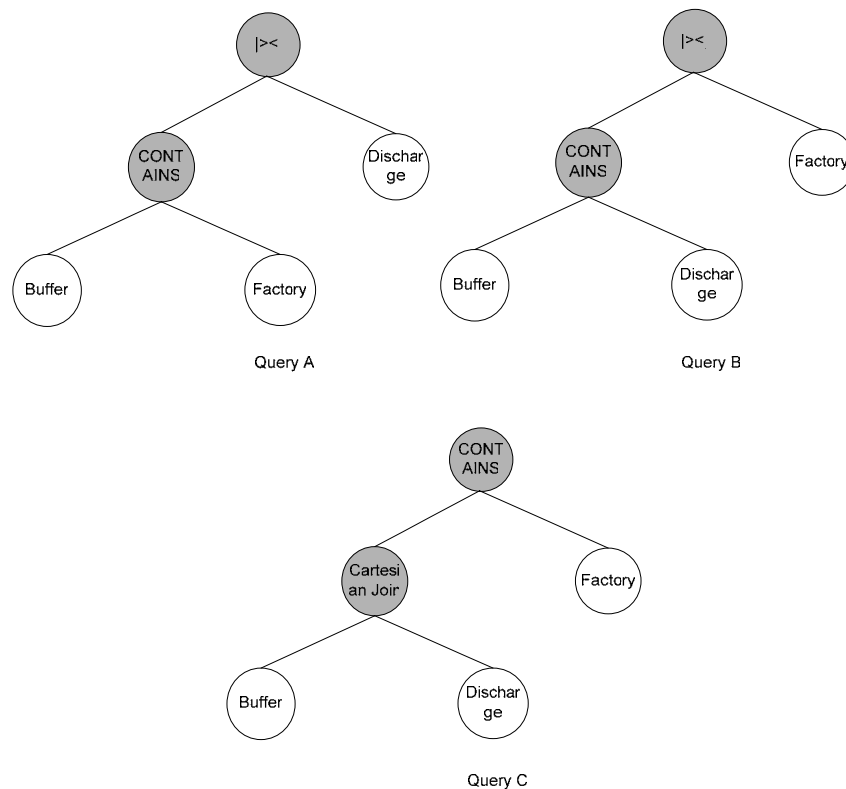 |><
|><
CONT
AINS
Dischar
ge
CONT
AINS
Factory
Buffer
Factory
Buffer
Dischar
ge
Query A
Query B
CONT
AINS
Cartesi
an Joir
Factory
Buffer
Dischar
ge
Query C